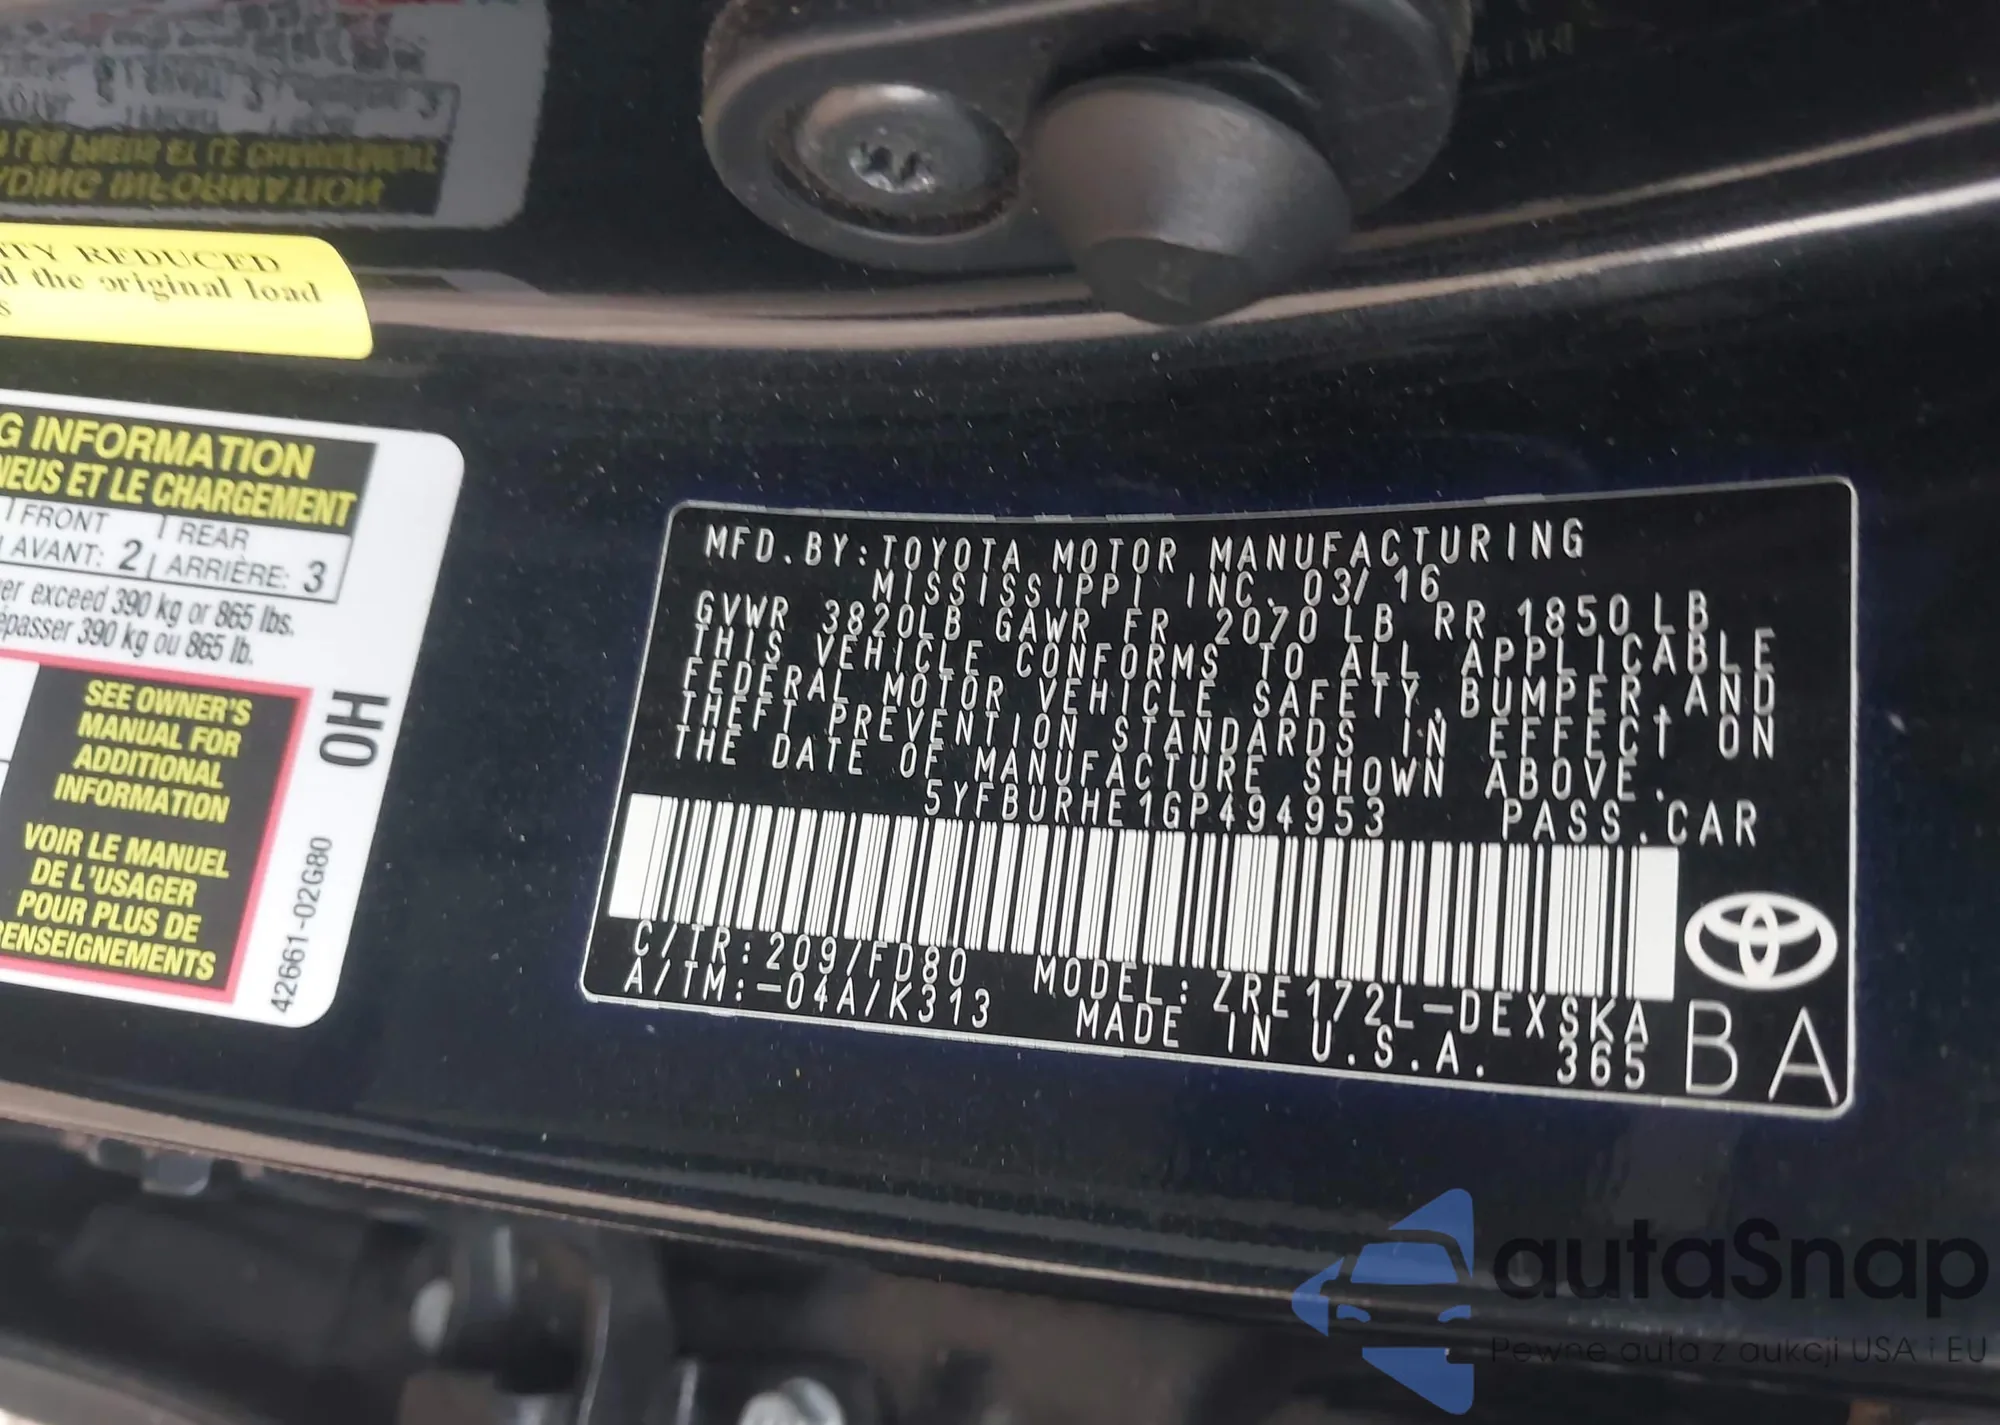 ITY REDUCED
d the original load
s
G INFORMATION
NEUS ET LE CHARGEMENT
FRONT REAR
AVANT: 2 ARRIÈRE: 3
er exceed 390 kg or 865 lbs.
épasser 390 kg ou 865 lb.
SEE OWNER'S
MANUAL FOR
ADDITIONAL
INFORMATION
VOIR LE MANUEL
DE L'USAGER
POUR PLUS DE
RENSEIGNEMENTS
OH
42661-02G80
MFD.BY:TOYOTA MOTOR MANUFACTURING
MISSISSIPPI, INC. 03/16
GVWR 3820LB GAWR FR 2070LB RR 1850LB
THIS VEHICLE CONFORMS TO ALL APPLICABLE
FEDERAL MOTOR VEHICLE SAFETY, BUMPER, AND
THEFT PREVENTION STANDARDS IN EFFECT ON
THE DATE OF MANUFACTURE SHOWN ABOVE.
5YFBURHE1GP494953 PASS.CAR
C/TR:209/FD80 MODEL:ZRE172L-DEXSKA
A/TM:-04A/K313 MADE IN U.S.A. 365
BA
autaSnap
Pewne auta z aukcji USA i EU